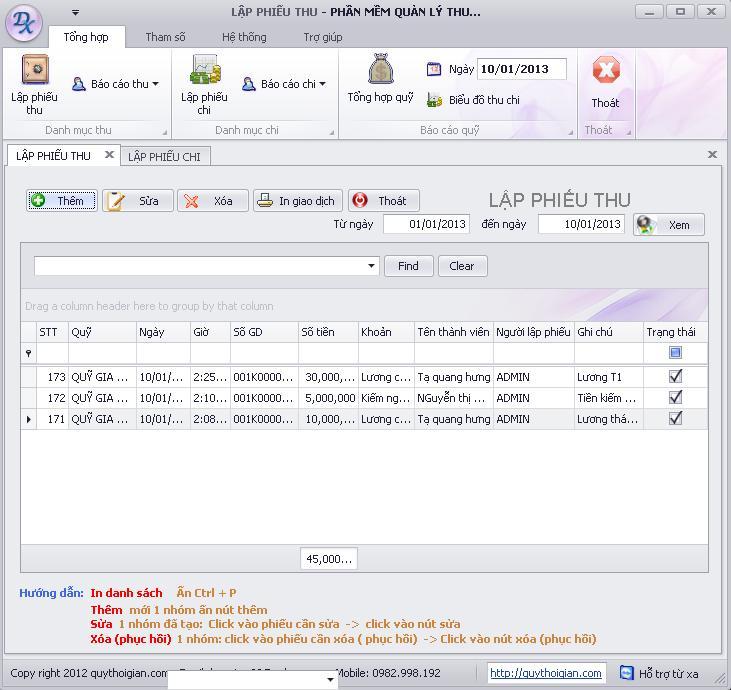 LẬP PHIẾU THU - PHẦN MỀM QUẢN LÝ THU...
Tổng hợp Tham số Hệ thống Trợ giúp
Lập phiếu thu Báo cáo thu Lập phiếu chi Báo cáo chi Tổng hợp quỹ Ngày 10/01/2013 Biểu đồ thu chi Thoát
Danh mục thu Danh mục chi Báo cáo quỹ Thoát
LẬP PHIẾU THU LẬP PHIẾU CHI
Thêm Sửa Xóa In giao dịch Thoát LẬP PHIẾU THU
Từ ngày 01/01/2013 đến ngày 10/01/2013 Xem
Find Clear
Drag a column header here to group by that column
STT Quỹ Ngày Giờ Số GD Số tiền Khoản Tên thành viên Người lập phiếu Ghi chú Trạng thái
173 QUỸ GIA ... 10/01/... 2:25... 001K0000... 30,000,... Lương c... Tạ quang hưng ADMIN Lương T1
172 QUỸ GIA ... 10/01/... 2:10... 001K0000... 5,000,000 Kiếm ng... NGuyễn thị ... ADMIN Tiền kiếm ...
171 QUỸ GIA ... 10/01/... 2:08... 001K0000... 10,000,... Lương c... Tạ quang hưng ADMIN Lương thá...
45,000...
Hướng dẫn: In danh sách Ấn Ctrl + P
Thêm mới 1 nhóm ấn nút thêm
Sửa 1 nhóm đã tạo: Click vào phiếu cần sửa -> click vào nút sửa
Xóa (phục hồi) 1 nhóm: click vào phiếu cần xóa ( phục hồi) -> Click vào nút xóa (phục hồi)
Copy right 2012 quythoigian.com Mobile: 0982.998.192 http://quythoigian.com Hỗ trợ từ xa